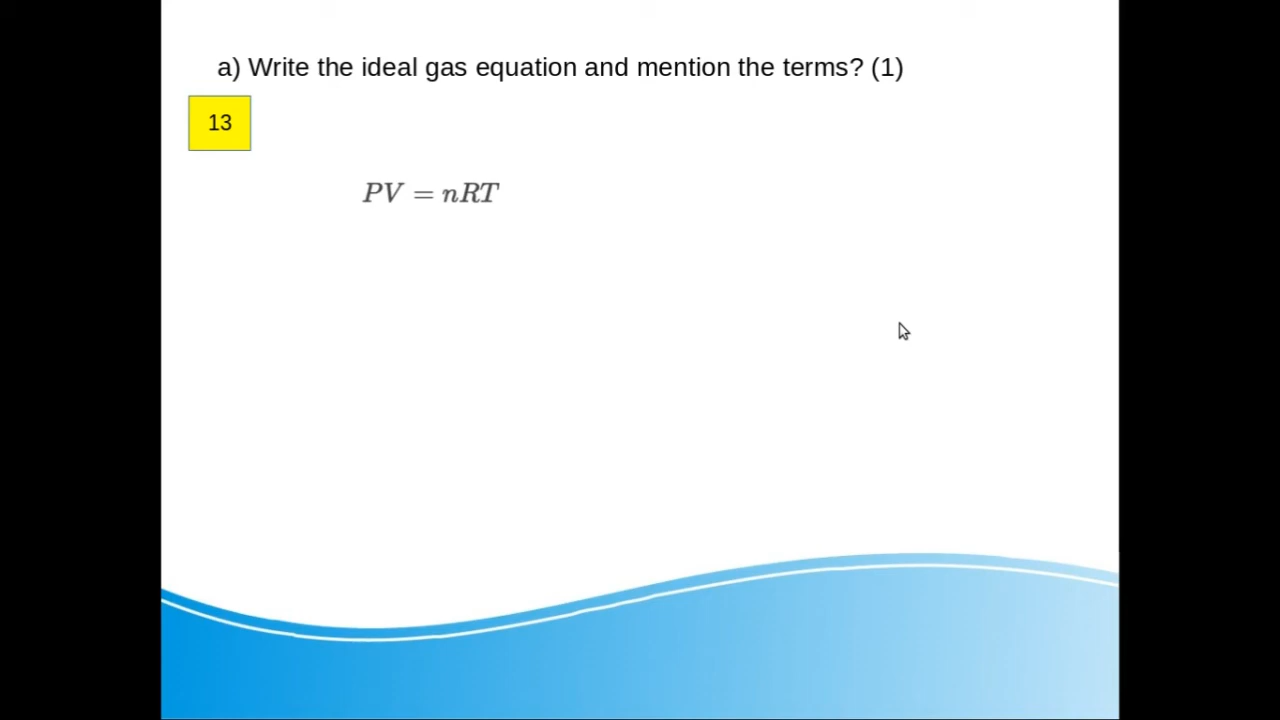 a) Write the ideal gas equation and mention the terms? (1)
13
PV = nRT